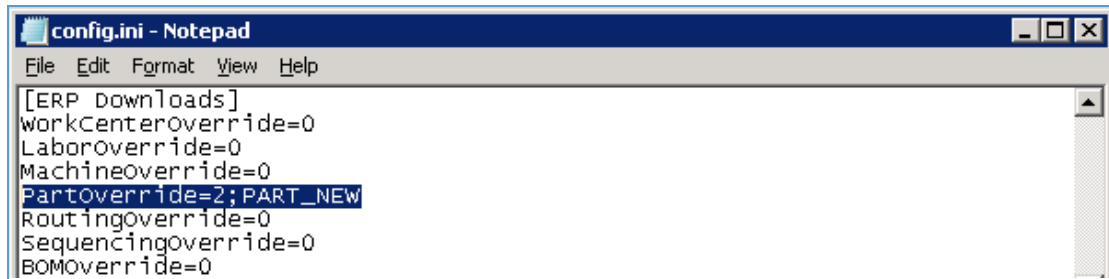 config.ini - Notepad
File Edit Format View Help
[ERP Downloads]
WorkCenterOverride=0
LaborOverride=0
MachineOverride=0
PartOverride=2;PART_NEW
RoutingOverride=0
SequencingOverride=0
BOMOverride=0